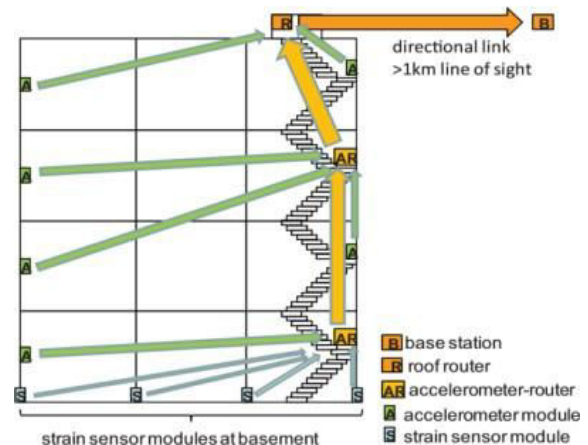 R
B
directional link
>1km line of sight
A
A
A
AR
A
A
A
AR
S
S
S
S
B base station
R roof router
AR accelerometer-router
A accelerometer module
S strain sensor module
strain sensor modules at basement